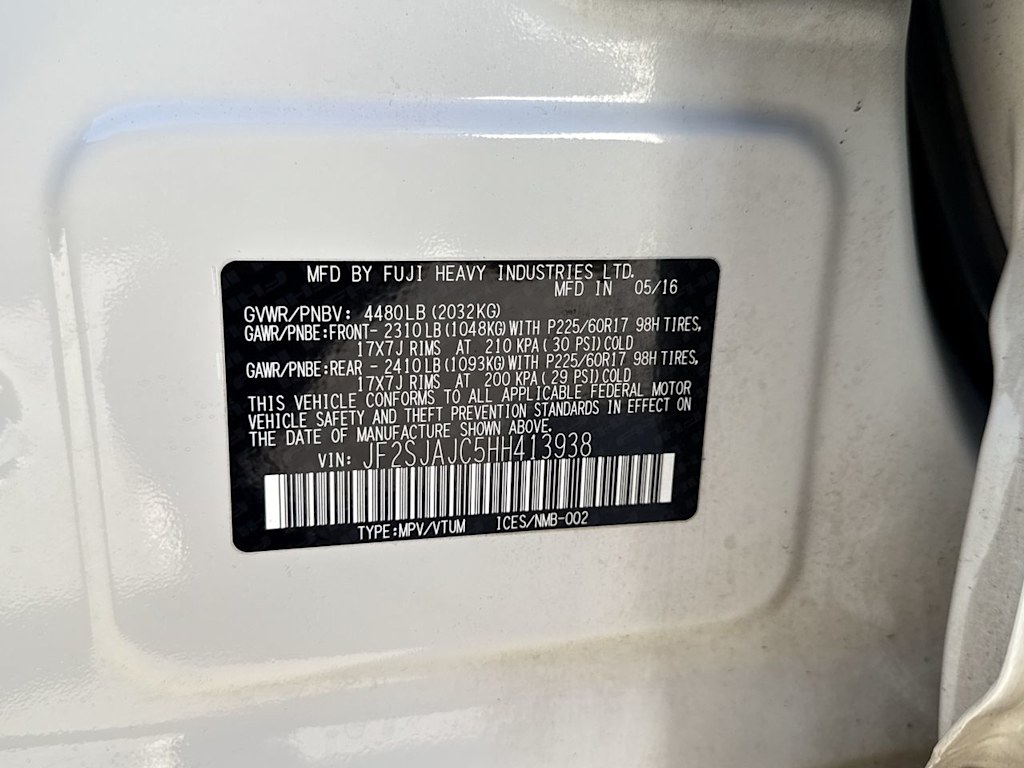 MFD BY FUJI HEAVY INDUSTRIES LTD.
MFD IN 05/16
GVWR/PNBV: 4480LB(2032KG)
GAWR/PNBE:FRONT- 2310LB(1048KG)WITH P225/60R17 98H TIRES,
17X7J RIMS AT 210 KPA( 30 PSI)COLD
GAWR/PNBE:REAR - 2410LB(1093KG)WITH P225/60R17 98H TIRES,
17X7J RIMS AT 200 KPA( 29 PSI)COLD
THIS VEHICLE CONFORMS TO ALL APPLICABLE FEDERAL MOTOR
VEHICLE SAFETY AND THEFT PREVENTION STANDARDS IN EFFECT ON
THE DATE OF MANUFACTURE SHOWN ABOVE.
VIN: JF2SJAJC5HH413938
TYPE:MPV/VTUM ICES/NMB-002